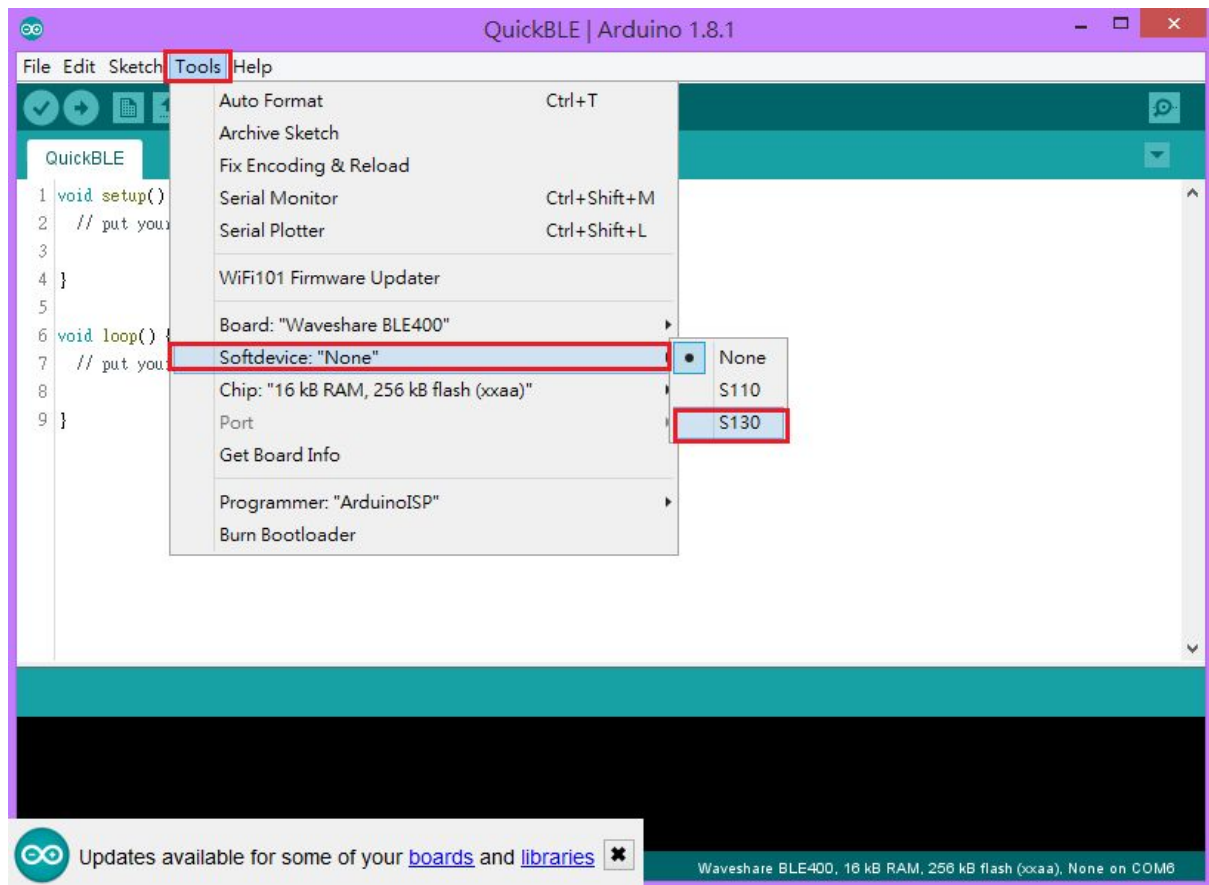 QuickBLE | Arduino 1.8.1
File Edit Sketch Tools Help
QuickBLE
Auto Format Ctrl+T
Archive Sketch
Fix Encoding & Reload
Serial Monitor Ctrl+Shift+M
Serial Plotter Ctrl+Shift+L
WiFi101 Firmware Updater
Board: "Waveshare BLE400"
Softdevice: "None"
Chip: "16 kB RAM, 256 kB flash (xxaa)"
Port
Get Board Info
Programmer: "ArduinoISP"
Burn Bootloader
None
S110
S130
1 void setup()
2 // put your
3
4 }
5
6 void loop() {
7 // put your
8
9 }
Updates available for some of your boards and libraries
Waveshare BLE400, 16 kB RAM, 256 kB flash (xxaa), None on COM6